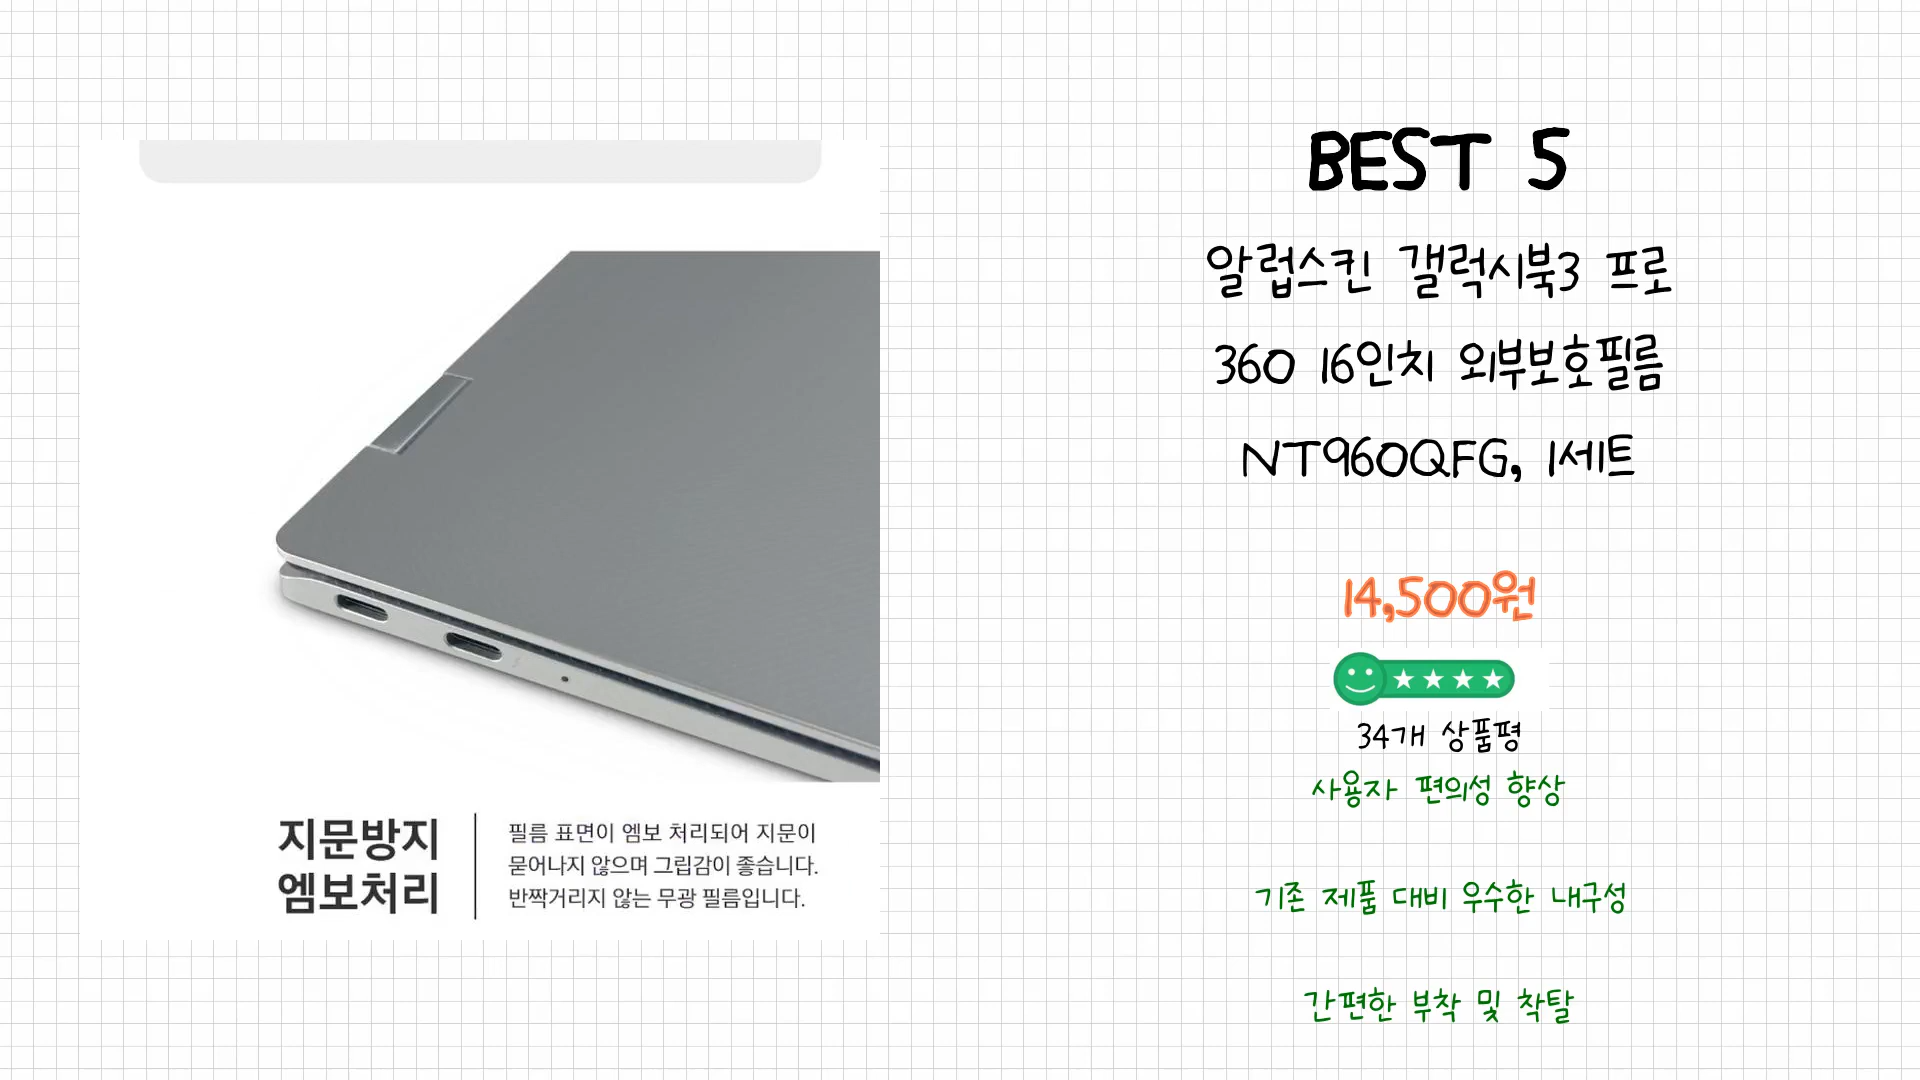 지문방지
엠보처리
필름 표면이 엠보 처리되어 지문이
묻어나지 않으며 그립감이 좋습니다.
반짝거리지 않는 무광 필름입니다.
BEST 5
알럽스킨 갤럭시북3 프로
360 16인치 외부보호필름
NT960QFG, 1세트
14,500원
34개 상품평
사용자 편의성 향상
기존 제품 대비 우수한 내구성
간편한 부착 및 착탈